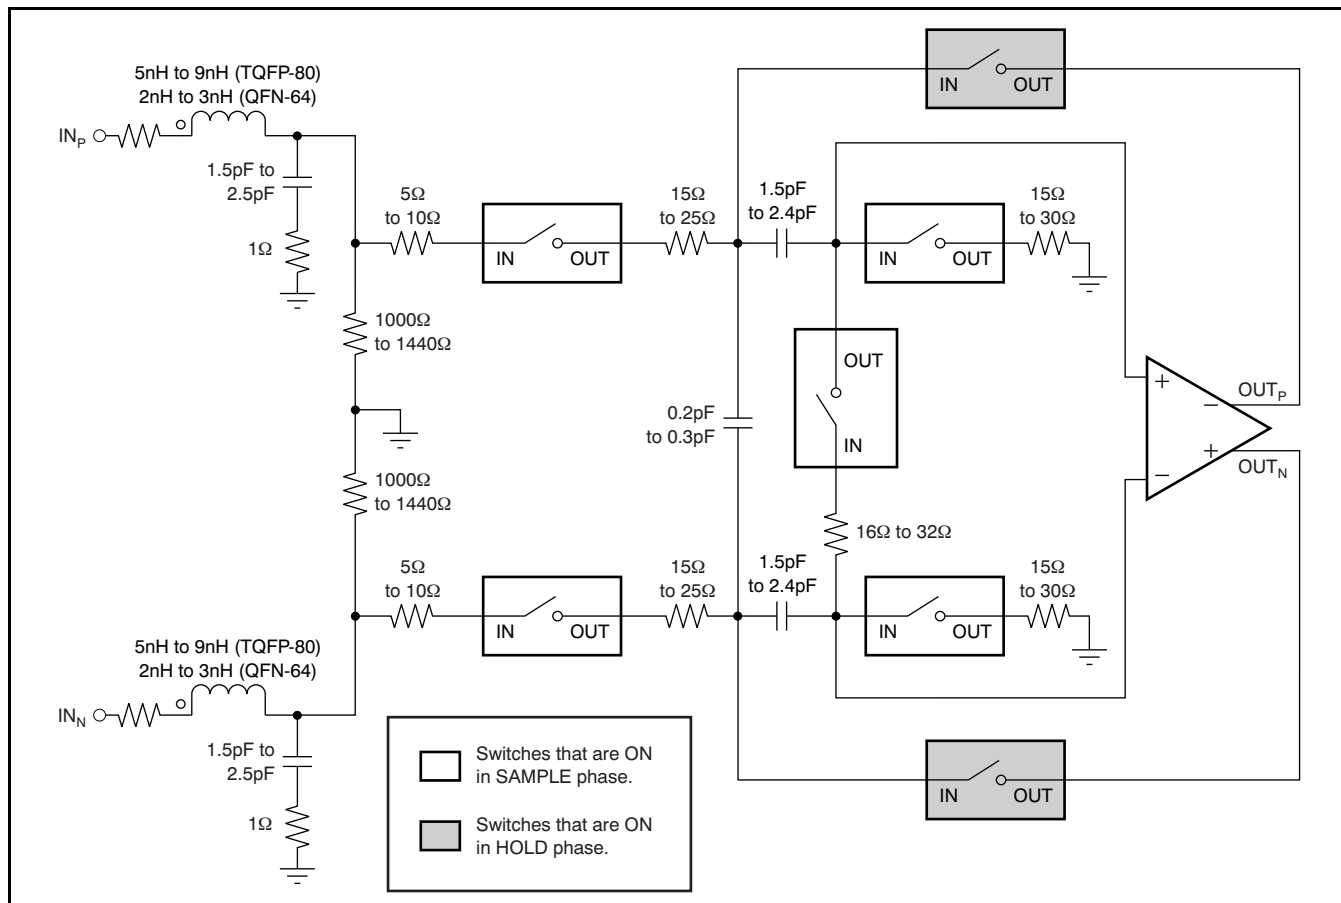 5nH to 9nH (TQFP-80)
2nH to 3nH (QFN-64)
INP
1.5pF to
2.5pF
1Ω
5Ω
to 10Ω
IN
OUT
15Ω
to 25Ω
1.5pF
to 2.4pF
IN
OUT
15Ω
to 30Ω
IN
OUT
1000Ω
to 1440Ω
OUT
IN
0.2pF
to 0.3pF
+
−
−
+
OUTP
OUTN
1000Ω
to 1440Ω
16Ω to 32Ω
5Ω
to 10Ω
IN
OUT
15Ω
to 25Ω
1.5pF
to 2.4pF
IN
OUT
15Ω
to 30Ω
5nH to 9nH (TQFP-80)
2nH to 3nH (QFN-64)
INN
1.5pF to
2.5pF
1Ω
IN
OUT
Switches that are ON
in SAMPLE phase.
Switches that are ON
in HOLD phase.